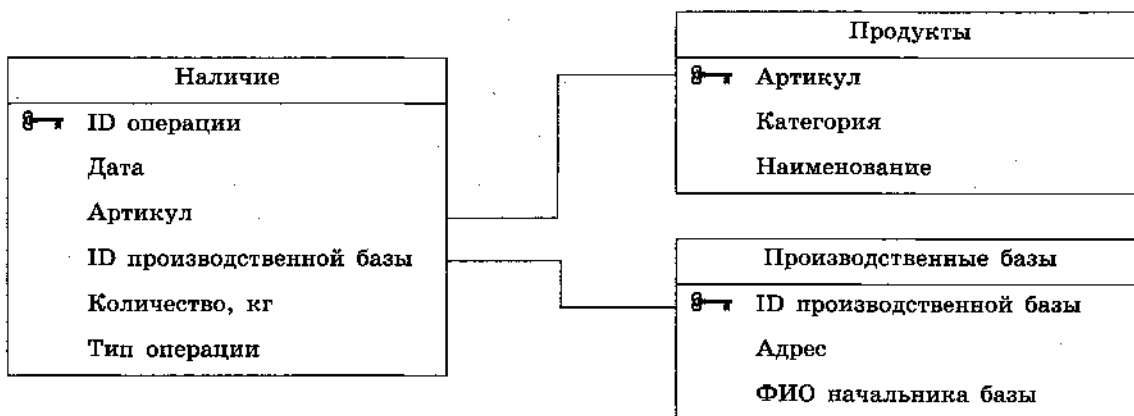 Наличие
ID операции
Дата
Артикул
ID производственной базы
Количество, кг
Тип операции
Продукты
Артикул
Категория
Наименование
Производственные базы
ID производственной базы
Адрес
ФИО начальника базы